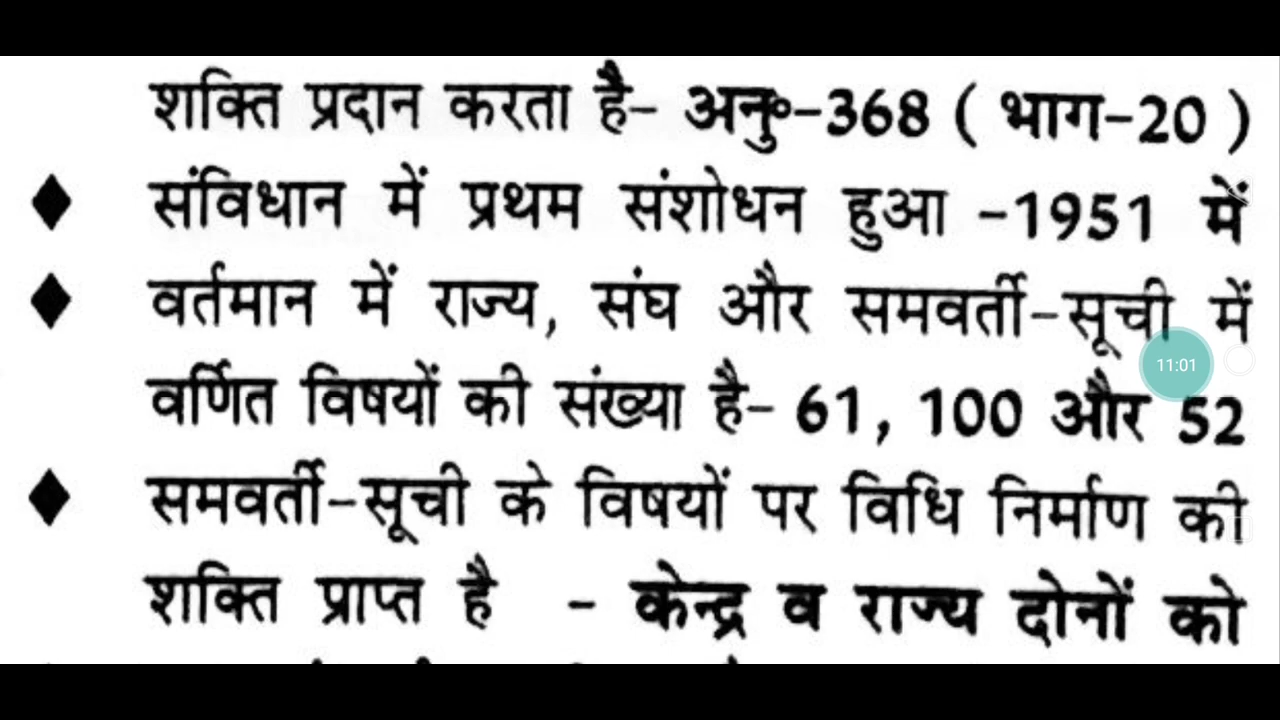 शक्ति प्रदान करता है- अनु॰-368 ( भाग-20 )
♦ संविधान में प्रथम संशोधन हुआ -1951 में
♦ वर्तमान में राज्य, संघ और समवर्ती-सूची में
11:01
वर्णित विषयों की संख्या है- 61, 100 और 52
♦ समवर्ती-सूची के विषयों पर विधि निर्माण की
शक्ति प्राप्त है - केन्द्र व राज्य दोनों को